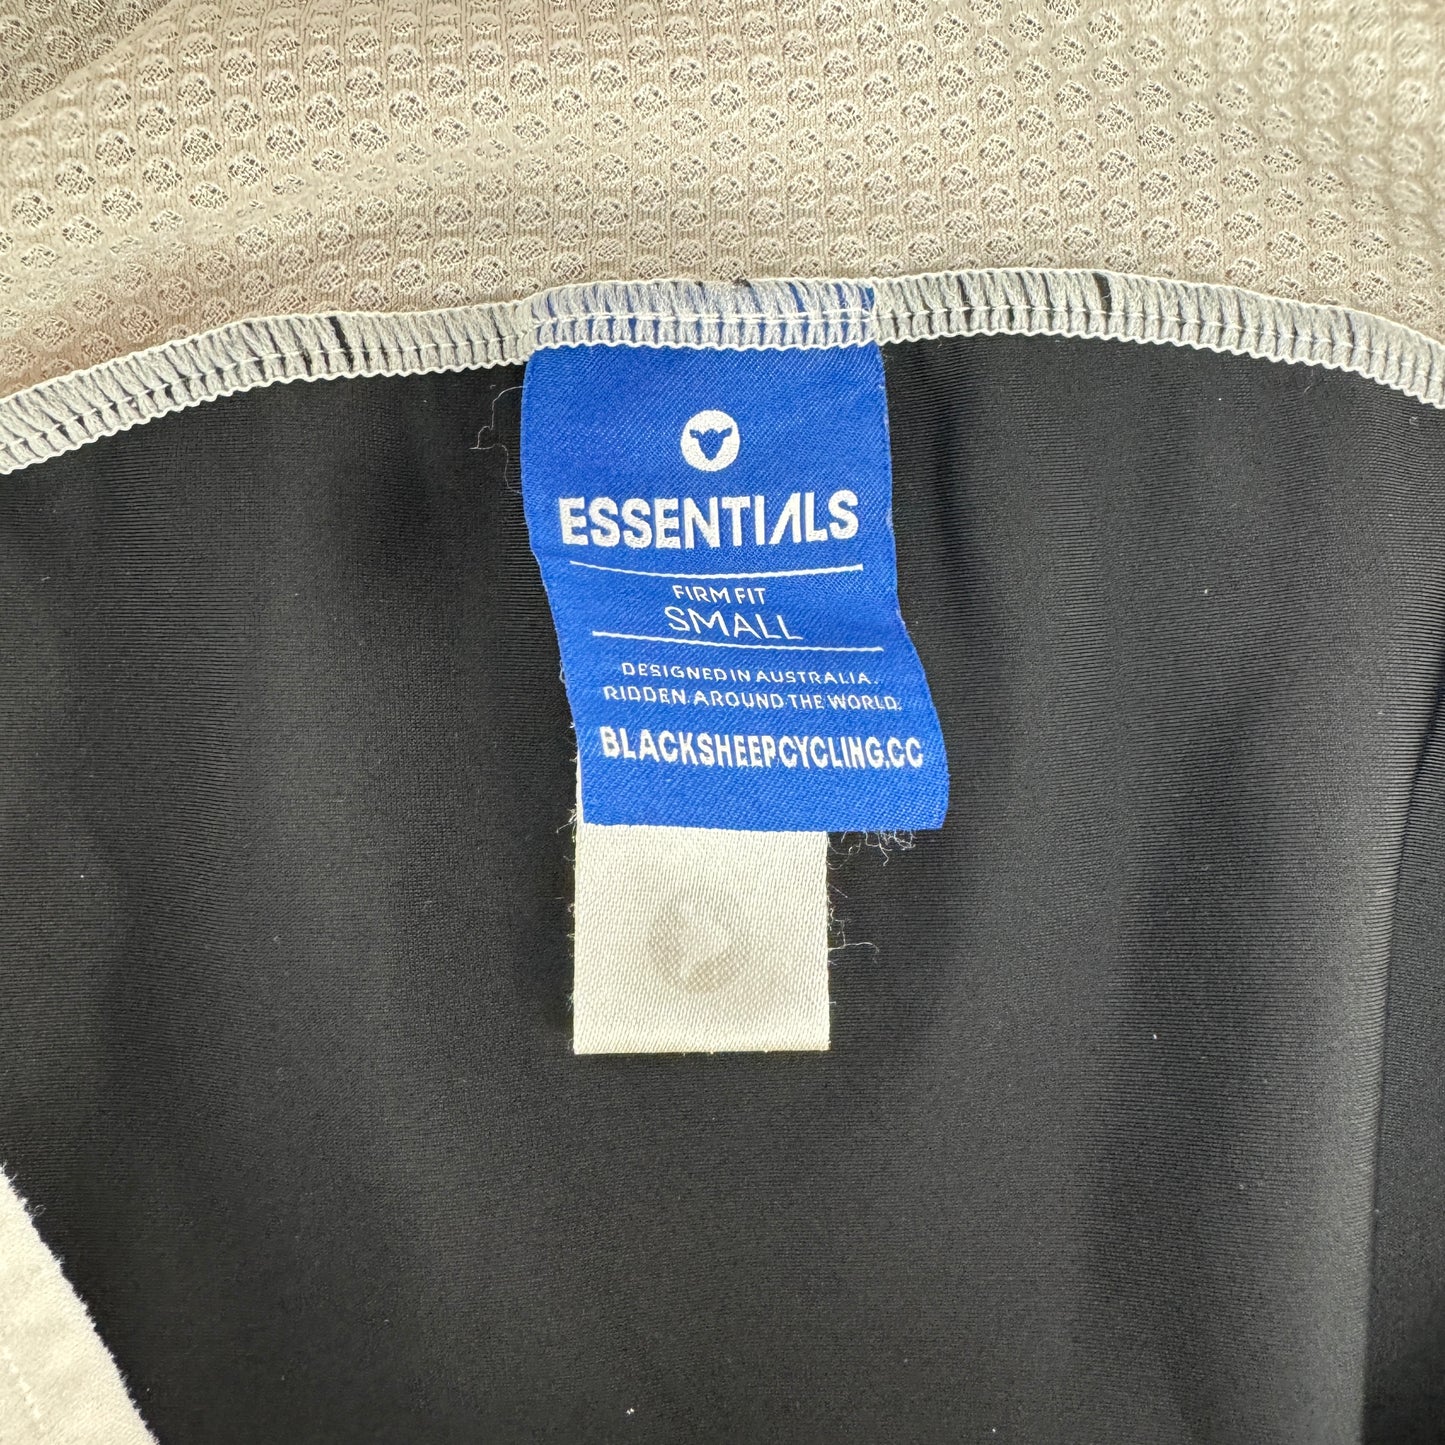 ESSENTIALS
FIRM FIT
SMALL
DESIGNED IN AUSTRALIA.
RIDDEN AROUND THE WORLD.
BLACKSHEEPCYCLING.CC